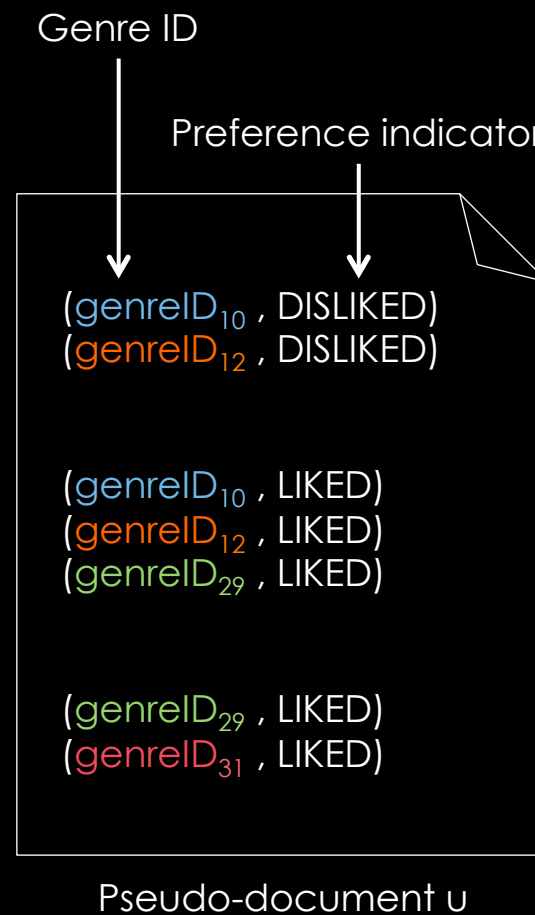 Genre ID
Preference indicator
(genreID₁₀ , DISLIKED)
(genreID₁₂ , DISLIKED)
(genreID₁₀ , LIKED)
(genreID₁₂ , LIKED)
(genreID₂₉ , LIKED)
(genreID₂₉ , LIKED)
(genreID₃₁ , LIKED)
Pseudo-document u